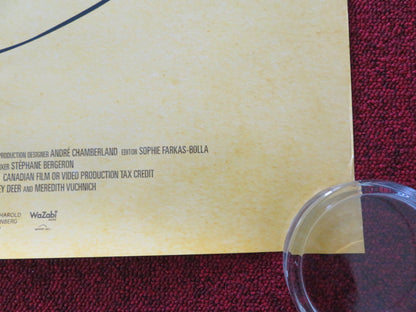 PRODUCTION DESIGNER ANDRÉ CHAMBERLAND EDITOR SOPHIE FARKAS-BOLLA
STÉPHANE BERGERON
CANADIAN FILM OR VIDEO PRODUCTION TAX CREDIT
DEER AND MEREDITH VUCHNICH
HAROLD
WaZabi